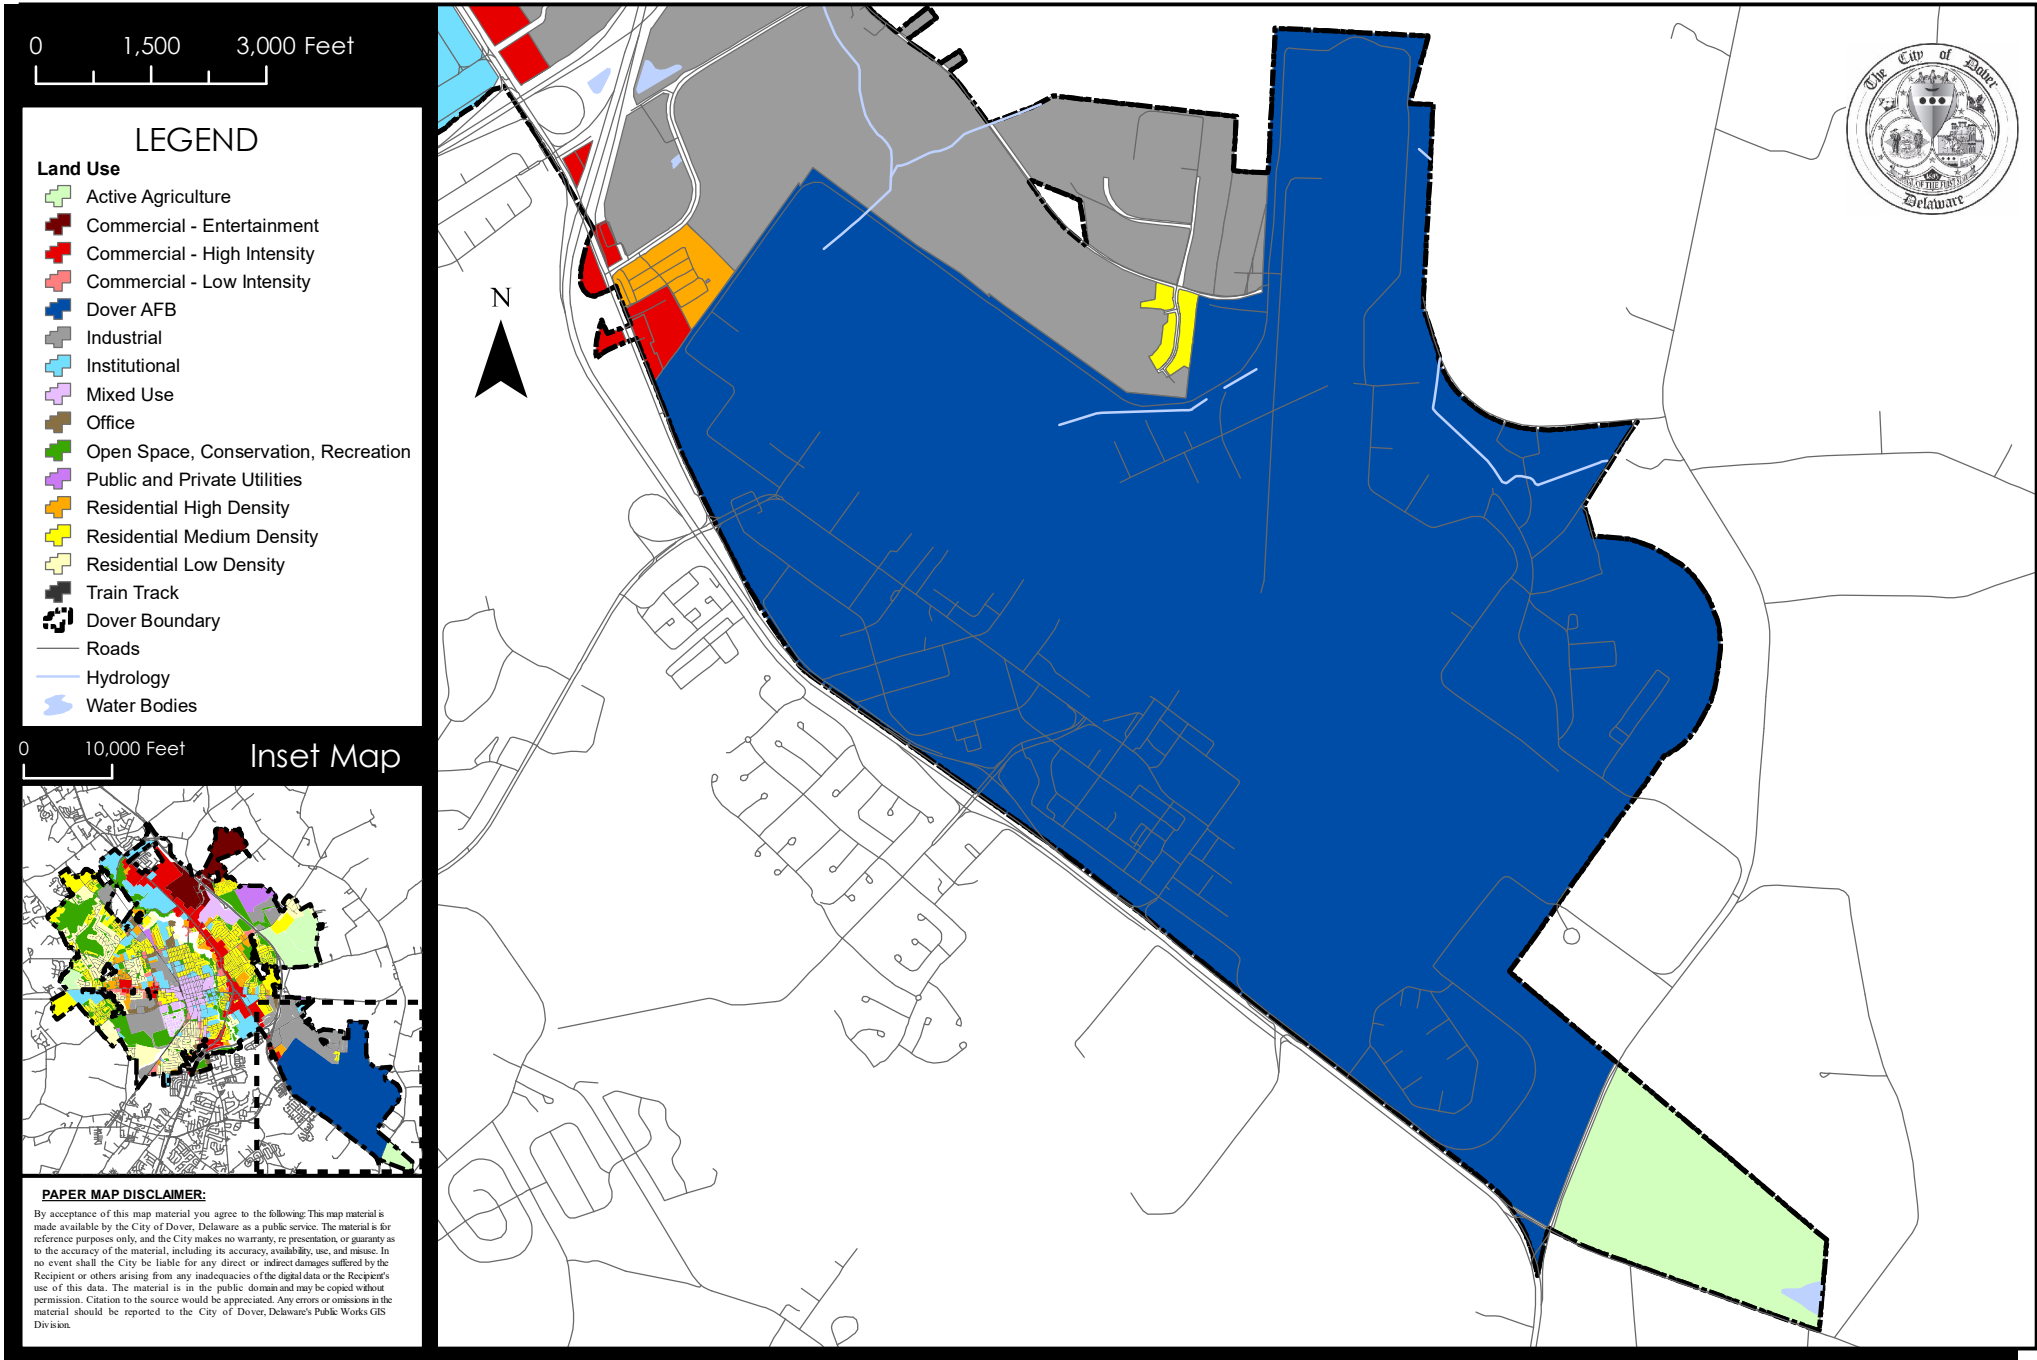 0 1,500 3,000 Feet
LEGEND
Land Use
Active Agriculture
Commercial - Entertainment
Commercial - High Intensity
Commercial - Low Intensity
Dover AFB
Industrial
Institutional
Mixed Use
Office
Open Space, Conservation, Recreation
Public and Private Utilities
Residential High Density
Residential Medium Density
Residential Low Density
Train Track
Dover Boundary
Roads
Hydrology
Water Bodies
0 10,000 Feet
Inset Map
PAPER MAP DISCLAIMER:
By acceptance of this map material you agree to the following: This map material is
made available by the City of Dover, Delaware as a public service. The material is for
reference purposes only, and the City makes no warranty, representation, or guaranty as
to the accuracy of the material, including its accuracy, availability, use, and misuse. In
no event shall the City be liable for any direct or indirect damages suffered by the
Recipient or others arising from any inadequacies of the digital data or the Recipient's
use of this data. The material is in the public domain and may be copied without
permission. Citation to the source would be appreciated. Any errors or omissions in the
material should be reported to the City of Dover, Delaware's Public Works GIS
Division.
N
The City of Dover
Delaware